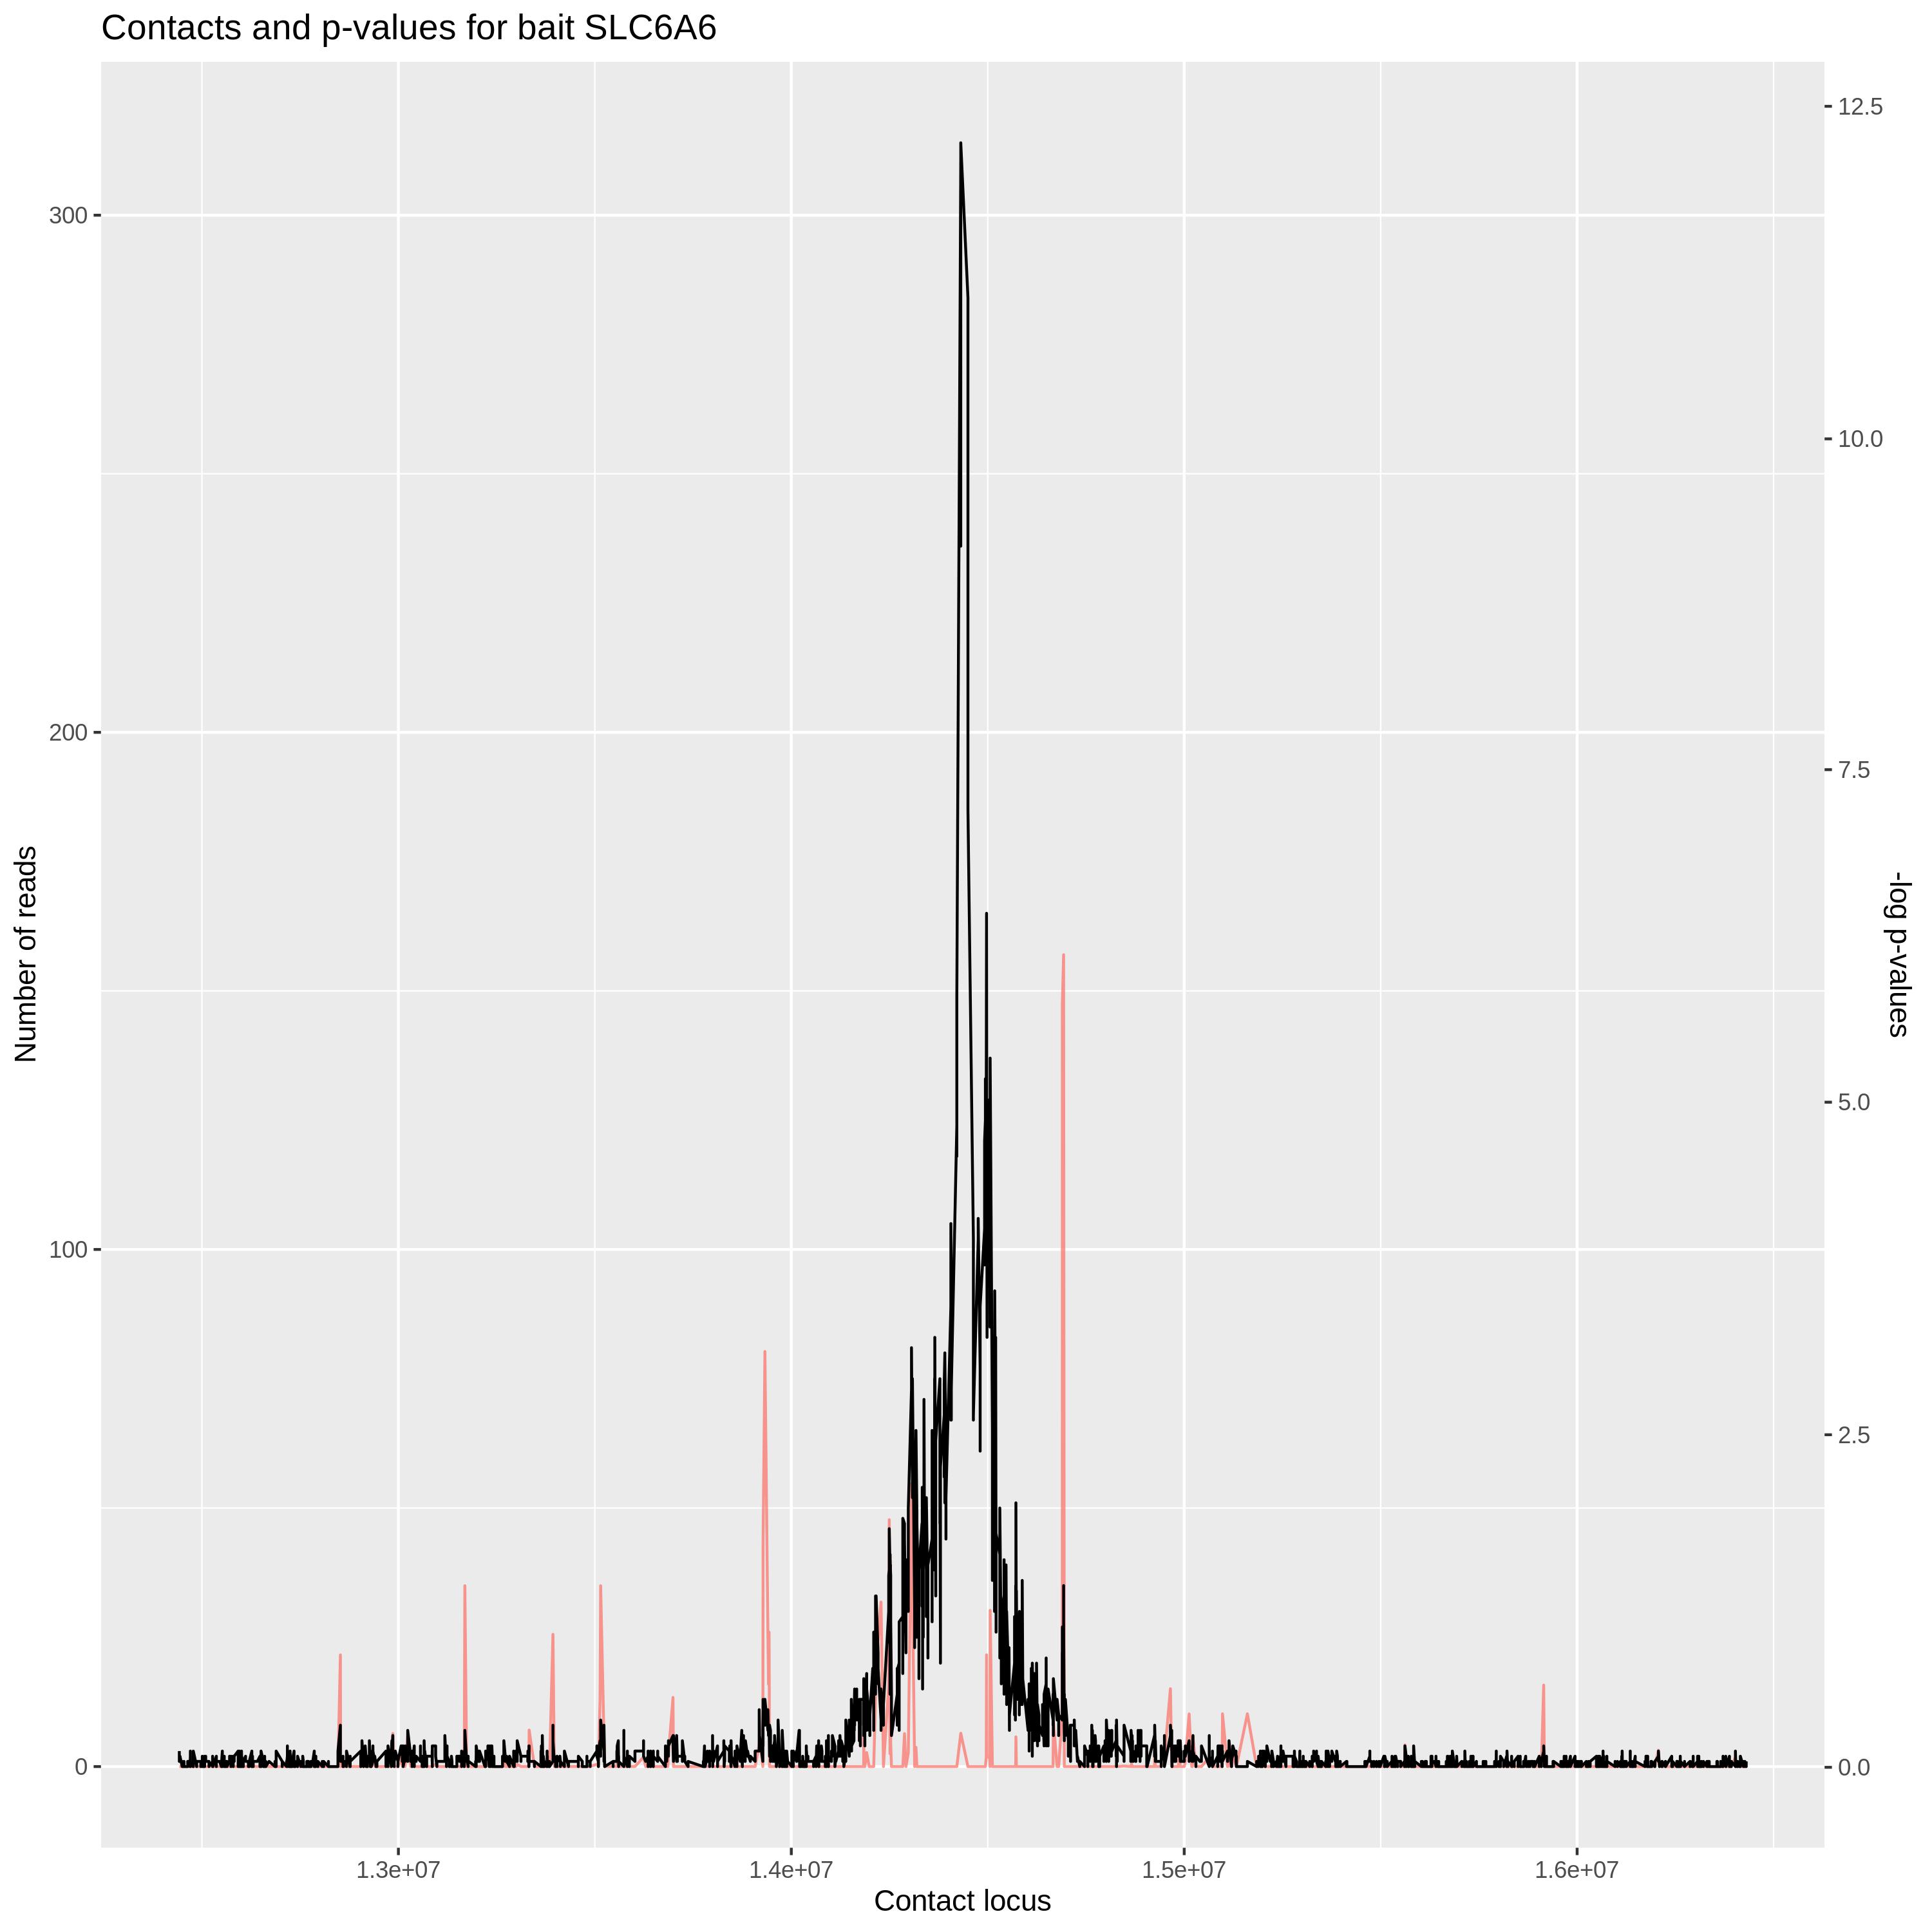 Contacts and p-values for bait SLC6A6
300
200
100
0
Number of reads
12.5
10.0
7.5
5.0
2.5
0.0
-log p-values
1.3e+07
1.4e+07
1.5e+07
1.6e+07
Contact locus